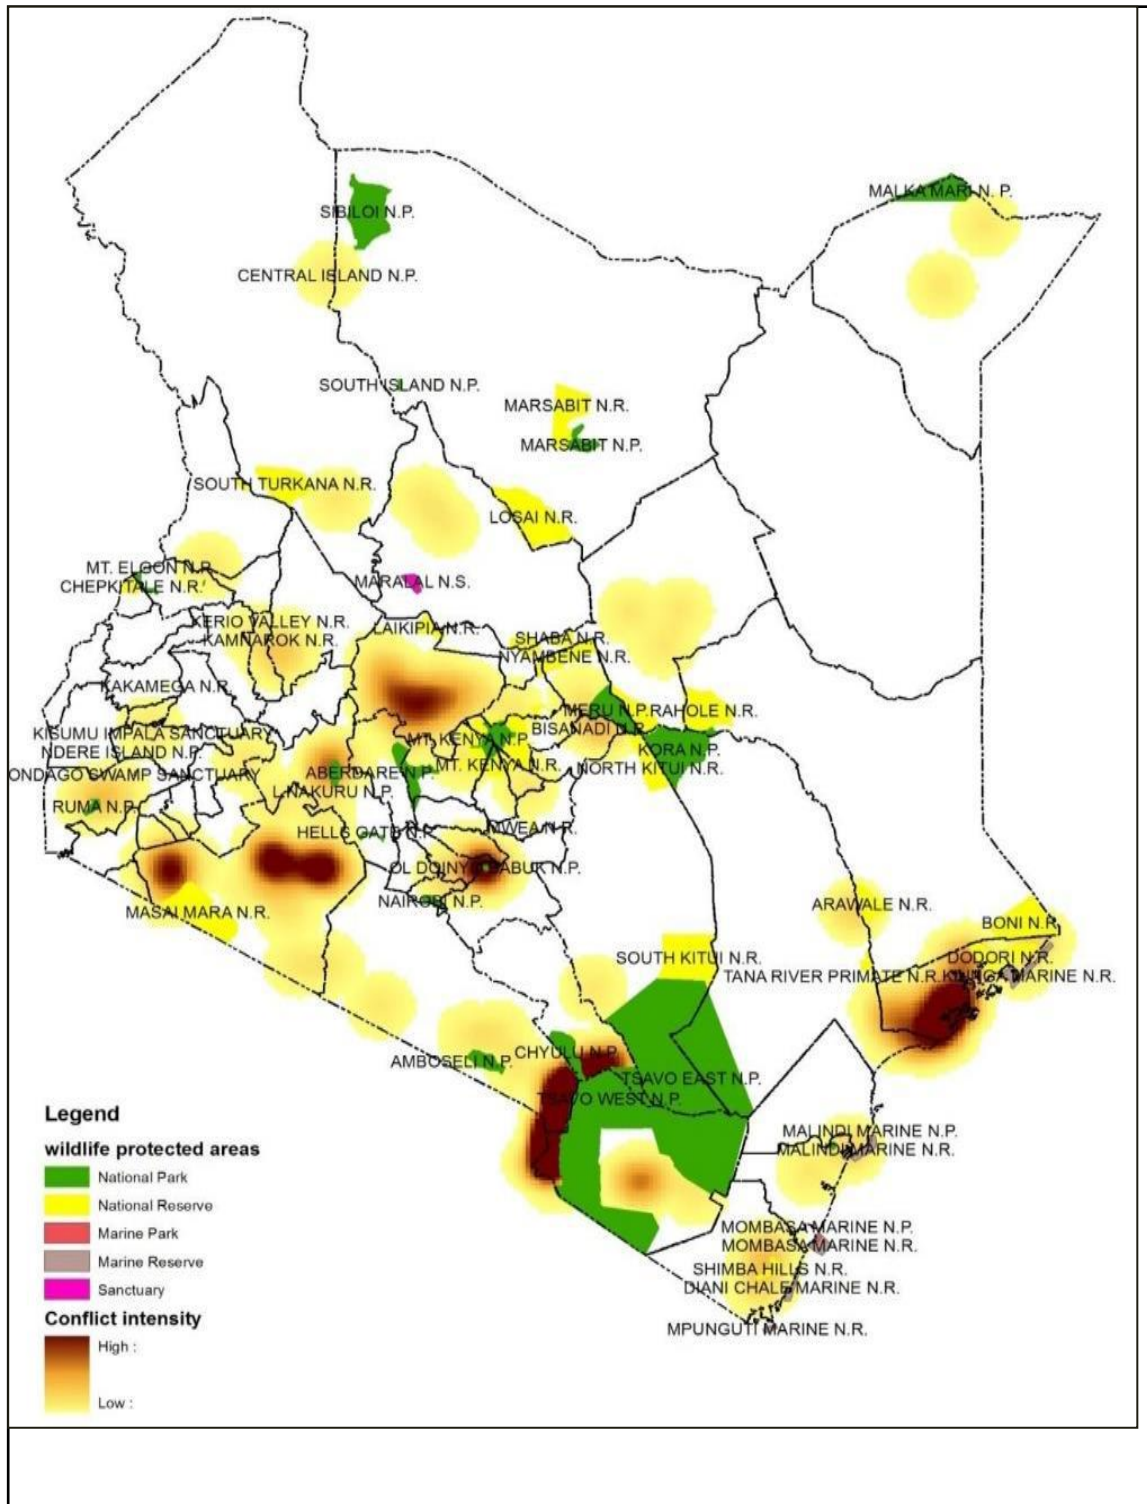 MALKA MARI N. P.
SIBILOI N.P.
CENTRAL ISLAND N.P.
SOUTH ISLAND N.P.
MARSABIT N.R.
MARSABIT N.P.
SOUTH TURKANA N.R.
LOSAI N.R.
MT. ELGON N.R.
CHEPKITALE N.R.
MARALAL N.S.
KERIO VALLEY N.R.
LAIKIPIA N.R.
KAMNAROK N.R.
SHABA N.R.
NYAMBENE N.R.
KAKAMEGA N.R.
MERU N.P.
RAHOLE N.R.
BISANADI N.P.
KISUMU IMPALA SANCTUARY
MT. KENYA N.P.
NDERE ISLAND N.P.
KORA N.P.
MT. KENYA N.R.
NORTH KITUI N.R.
ONDAGO SWAMP SANCTUARY
ABERDARE N.P.
L.NAKURU N.P.
RUMA N.P.
HELLS GATE N.P.
MWEA N.R.
OL DOINYO SABUK N.P.
NAIROBI N.P.
MASAI MARA N.R.
ARAWALE N.R.
BONI N.R.
SOUTH KITUI N.R.
DODORI N.R.
TANA RIVER PRIMATE N.R.
KIUNGA MARINE N.R.
CHYULU N.P.
AMBOSELI N.P.
TSAVO EAST N.P.
TSAVO WEST N.P.
MALINDI MARINE N.P.
MALINDI MARINE N.R.
MOMBASA MARINE N.P.
MOMBASA MARINE N.R.
SHIMBA HILLS N.R.
DIANI CHALE MARINE N.R.
MPUNGUTI MARINE N.R.
Legend
wildlife protected areas
National Park
National Reserve
Marine Park
Marine Reserve
Sanctuary
Conflict intensity
High :
Low :